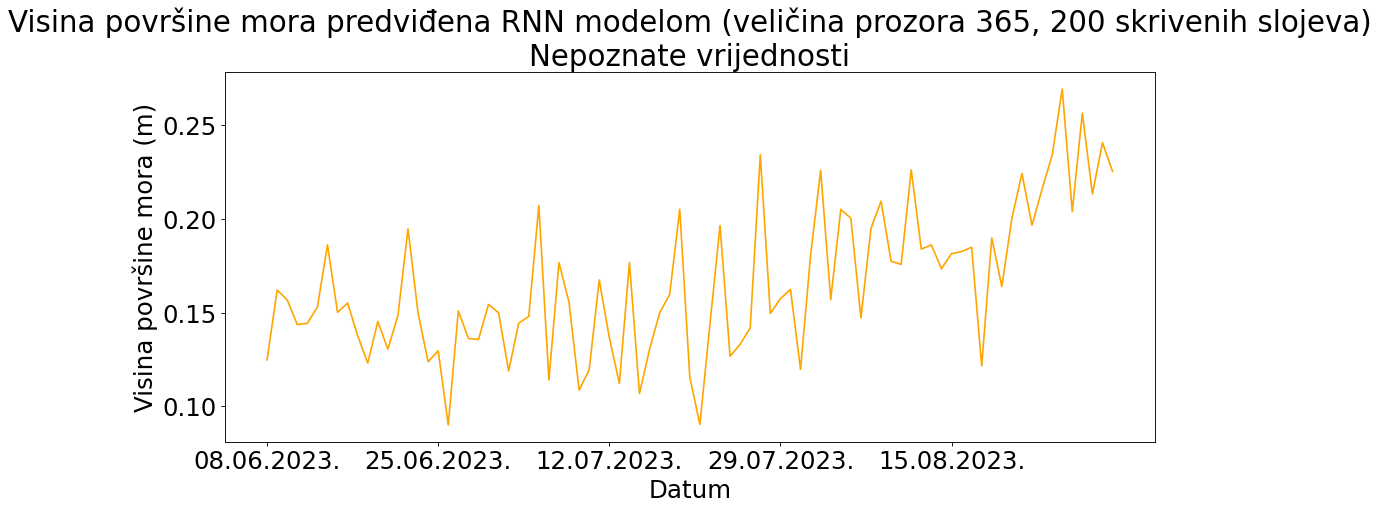 Visina površine mora predviđena RNN modelom (veličina prozora 365, 200 skrivenih slojeva)
Nepoznate vrijednosti
Visina površine mora (m)
0.25
0.20
0.15
0.10
08.06.2023. 25.06.2023. 12.07.2023. 29.07.2023. 15.08.2023.
Datum